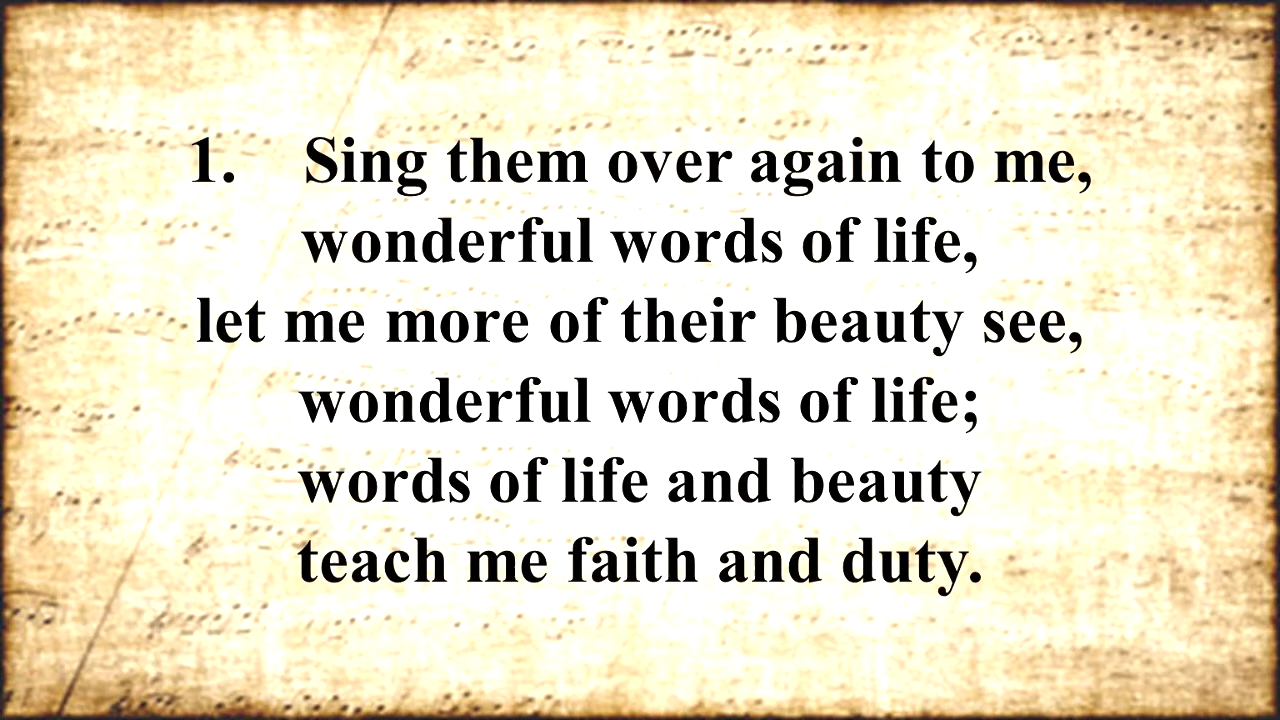 1. Sing them over again to me,
wonderful words of life,
let me more of their beauty see,
wonderful words of life;
words of life and beauty
teach me faith and duty.